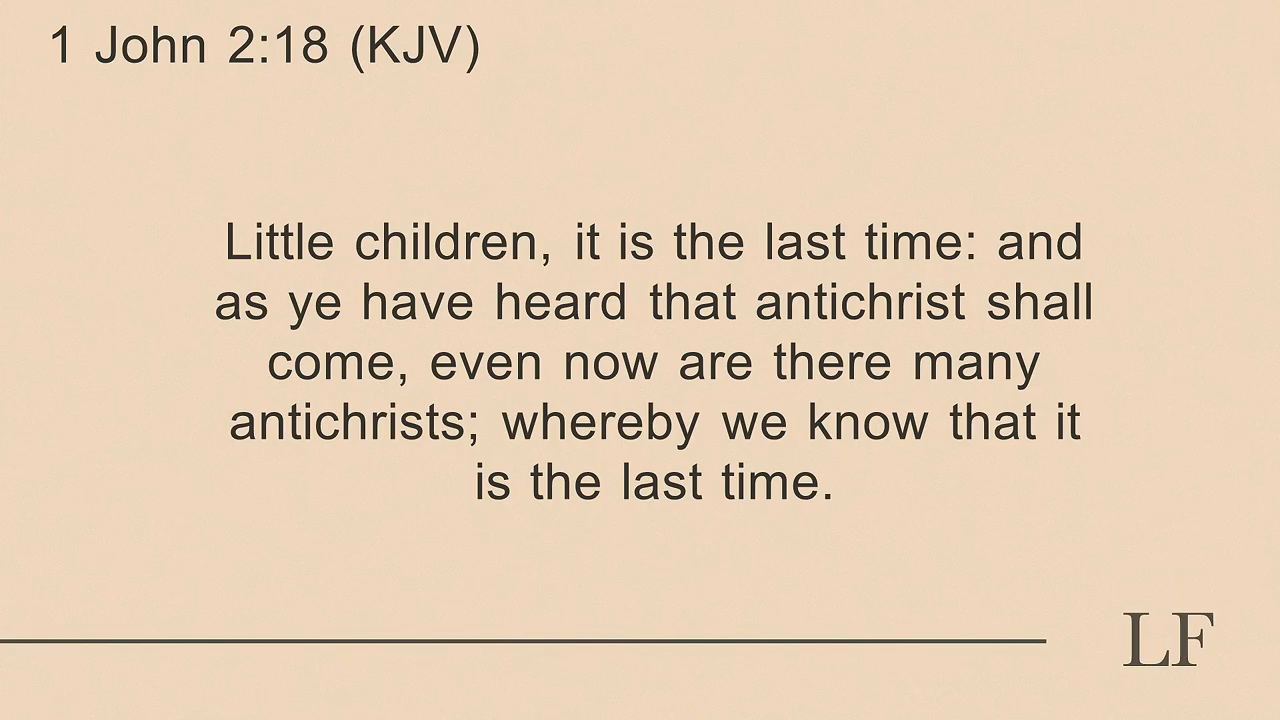 1 John 2:18 (KJV)
Little children, it is the last time: and
as ye have heard that antichrist shall
come, even now are there many
antichrists; whereby we know that it
is the last time.
LF